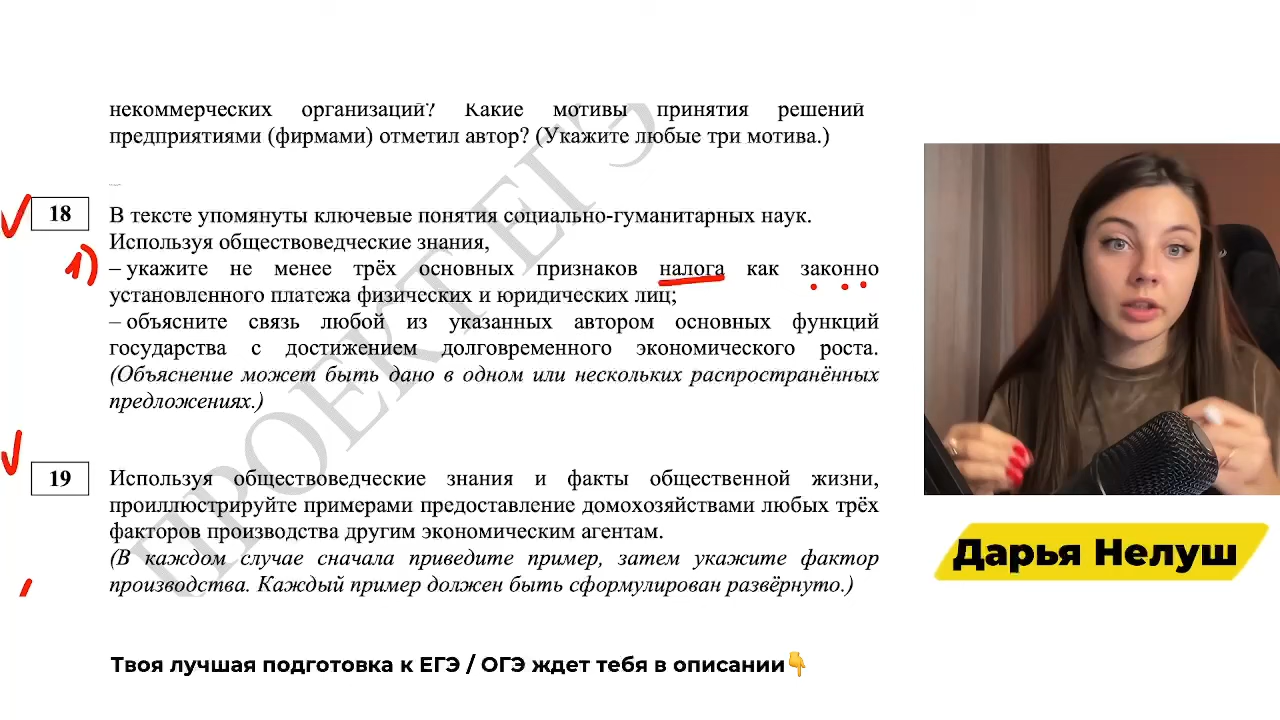 некоммерческих организаций? Какие мотивы принятия решений
предприятиями (фирмами) отметил автор? (Укажите любые три мотива.)
18 В тексте упомянуты ключевые понятия социально-гуманитарных наук.
Используя обществоведческие знания,
1) – укажите не менее трёх основных признаков налога как законно
установленного платежа физических и юридических лиц;
– объясните связь любой из указанных автором основных функций
государства с достижением долговременного экономического роста.
(Объяснение может быть дано в одном или нескольких распространённых
предложениях.)
19 Используя обществоведческие знания и факты общественной жизни,
проиллюстрируйте примерами предоставление домохозяйствами любых трёх
факторов производства другим экономическим агентам.
(В каждом случае сначала приведите пример, затем укажите фактор
производства. Каждый пример должен быть сформулирован развёрнуто.)
ПРОЕКТ ЕГЭ
Дарья Нелуш
Твоя лучшая подготовка к ЕГЭ / ОГЭ ждет тебя в описании👇